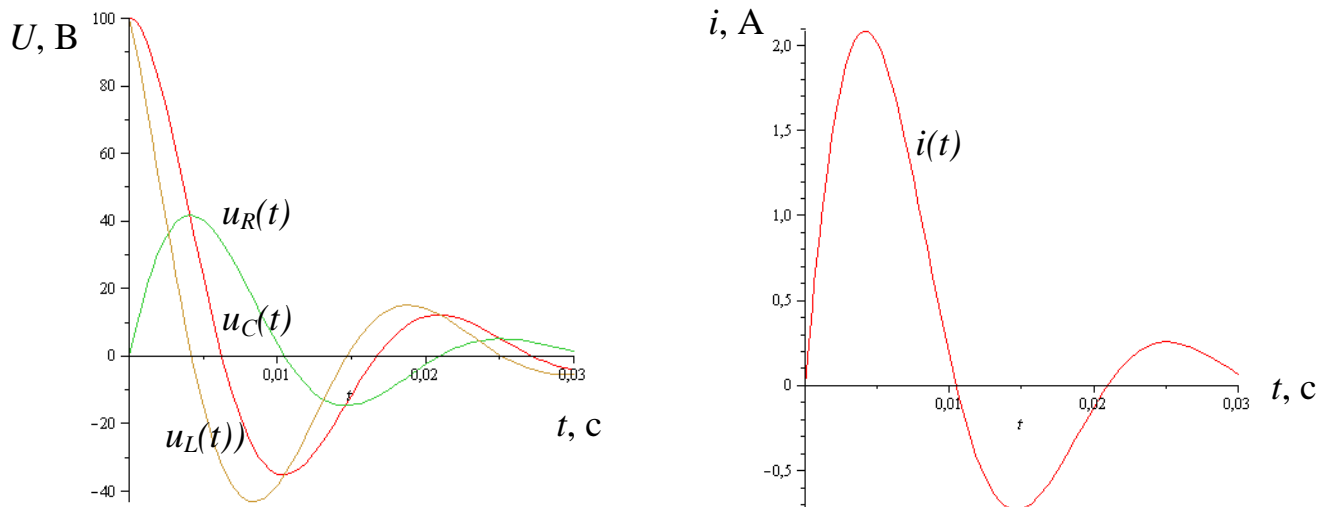 U, В
100
80
60
40
20
0
−20
−40
u_R(t)
u_C(t)
u_L(t))
0,01
0,02
0,03
t
t, с
i, А
2,0
1,5
1,0
0,5
0
−0,5
i(t)
0,01
0,02
0,03
t
t, с